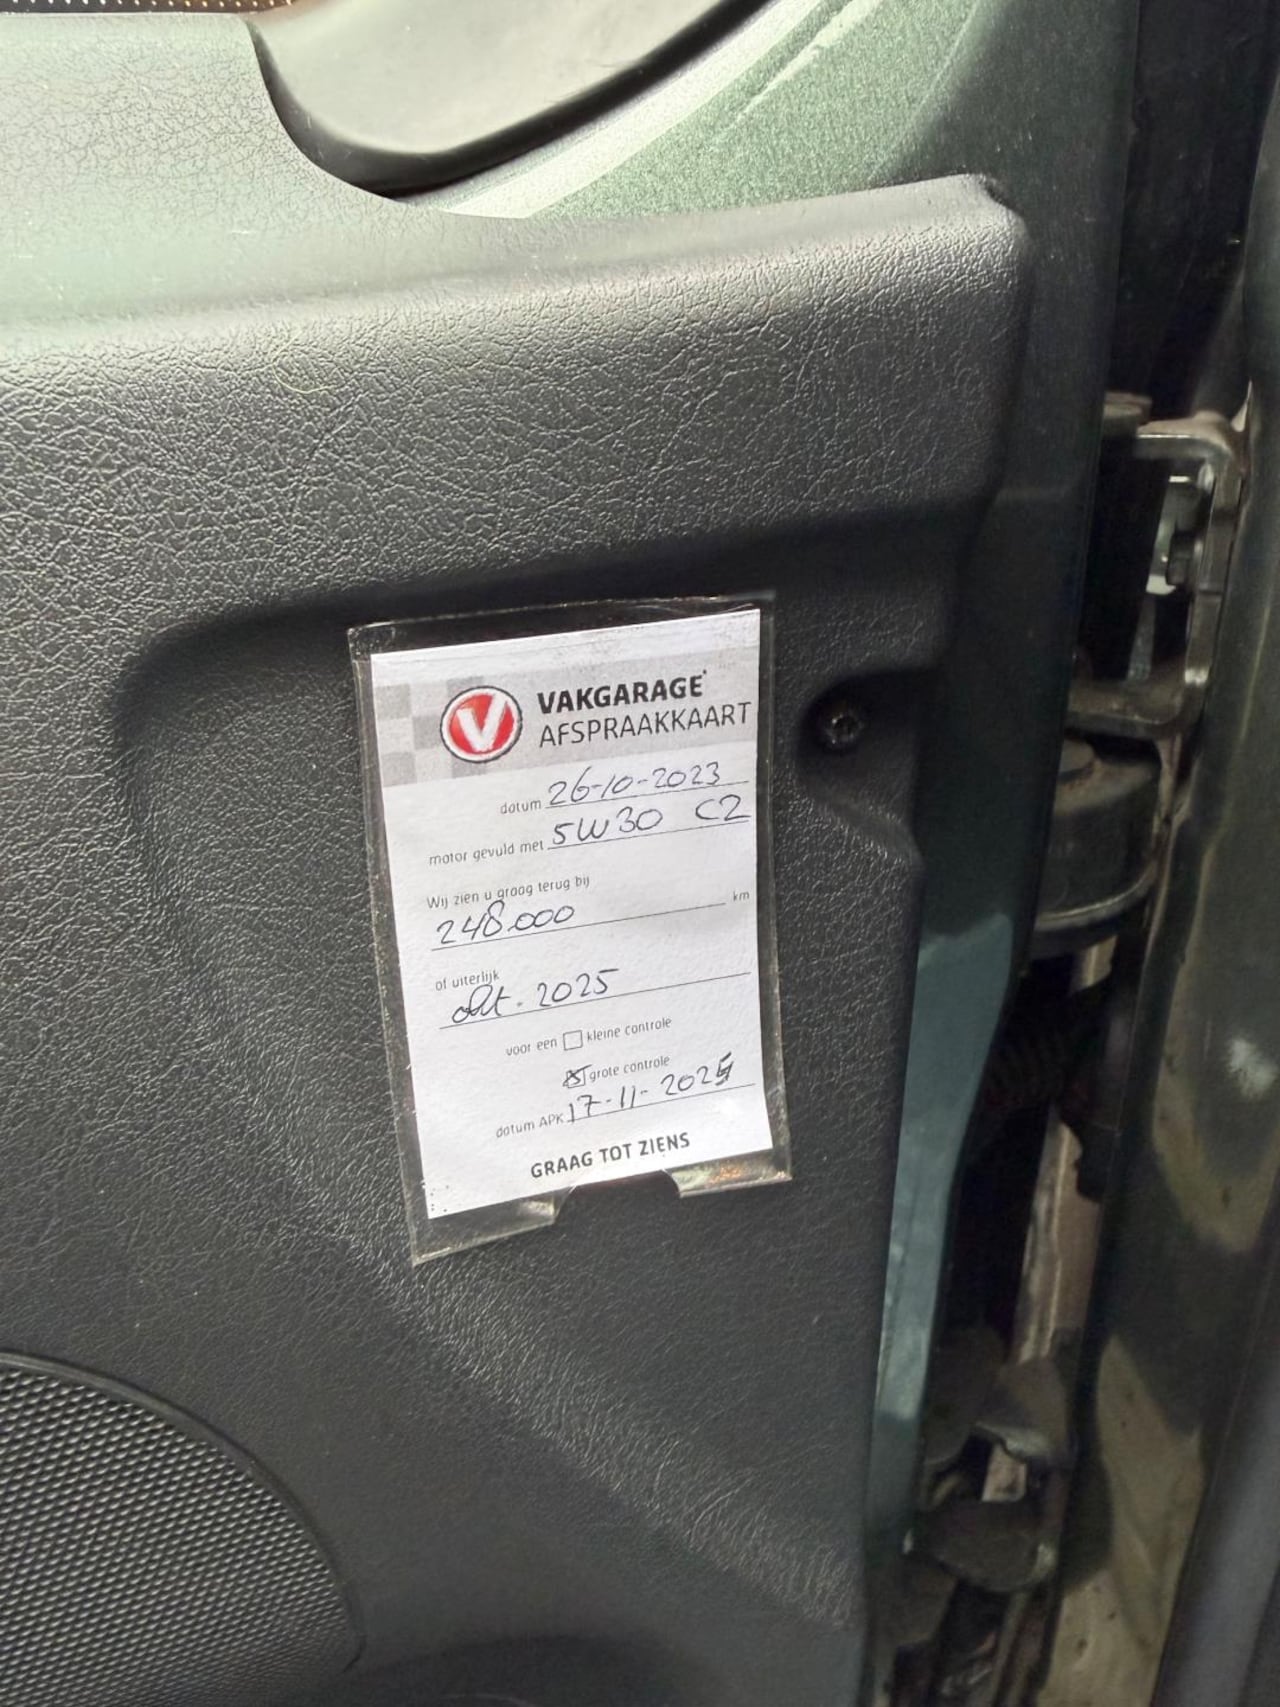 VAKGARAGE
AFSPRAAKKAART
datum 26-10-2023
motor gevuld met 5W30 C2
Wij zien u graag terug bij
248.000 km
of uiterlijk
okt. 2025
voor een kleine controle
grote controle
datum APK 17-11-2025
GRAAG TOT ZIENS